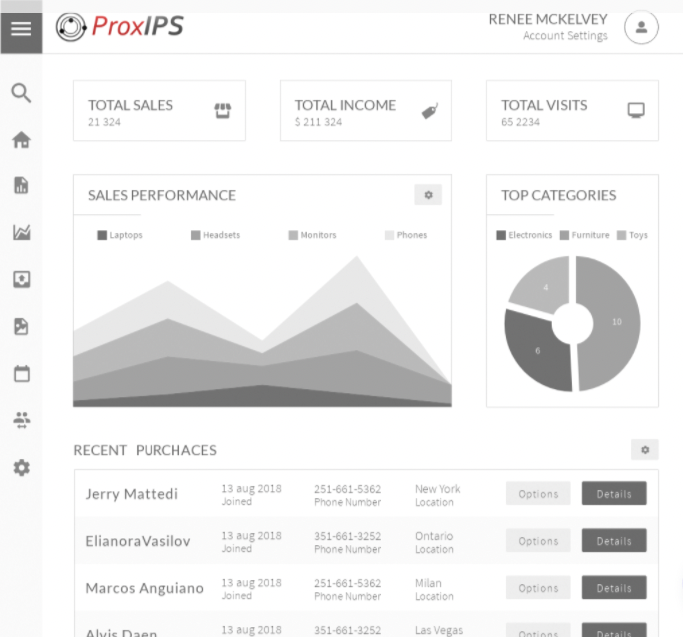 ProxIPS
RENEE MCKELVEY
Account Settings
TOTAL SALES
21 324
TOTAL INCOME
$ 211 324
TOTAL VISITS
65 2234
SALES PERFORMANCE
Laptops
Headsets
Monitors
Phones
TOP CATEGORIES
Electronics
Furniture
Toys
4
10
6
RECENT PURCHACES
Jerry Mattedi
13 aug 2018
Joined
251-661-5362
Phone Number
New York
Location
Options
Details
ElianoraVasilov
13 aug 2018
Joined
351-661-3252
Phone Number
Ontario
Location
Options
Details
Marcos Anguiano
13 aug 2018
Joined
251-661-5362
Phone Number
Milan
Location
Options
Details
Alvis Daen
13 aug 2018
351-661-3252
Las Vegas
Options
Details